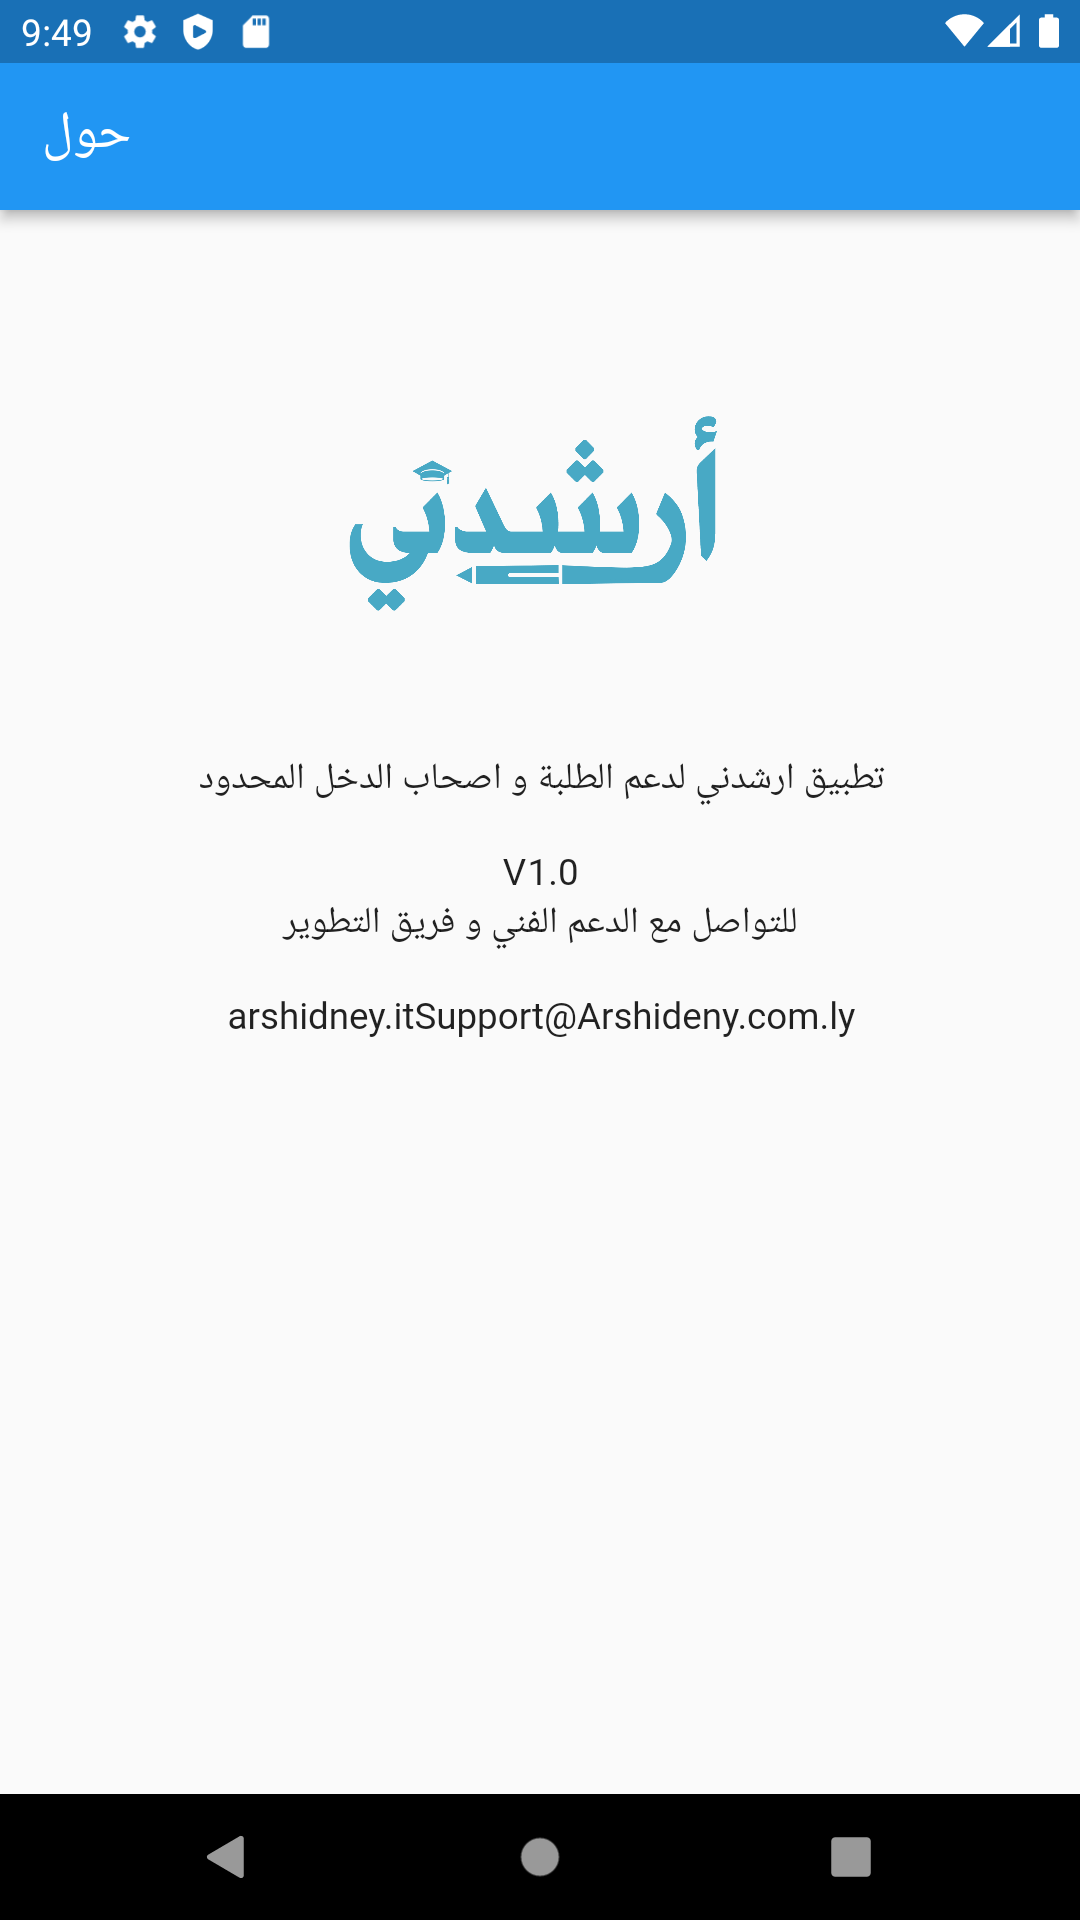 9:49
حول
أرشدني
تطبيق ارشدني لدعم الطلبة و اصحاب الدخل المحدود
V1.0
للتواصل مع الدعم الفني و فريق التطوير
arshidney.itSupport@Arshideny.com.ly